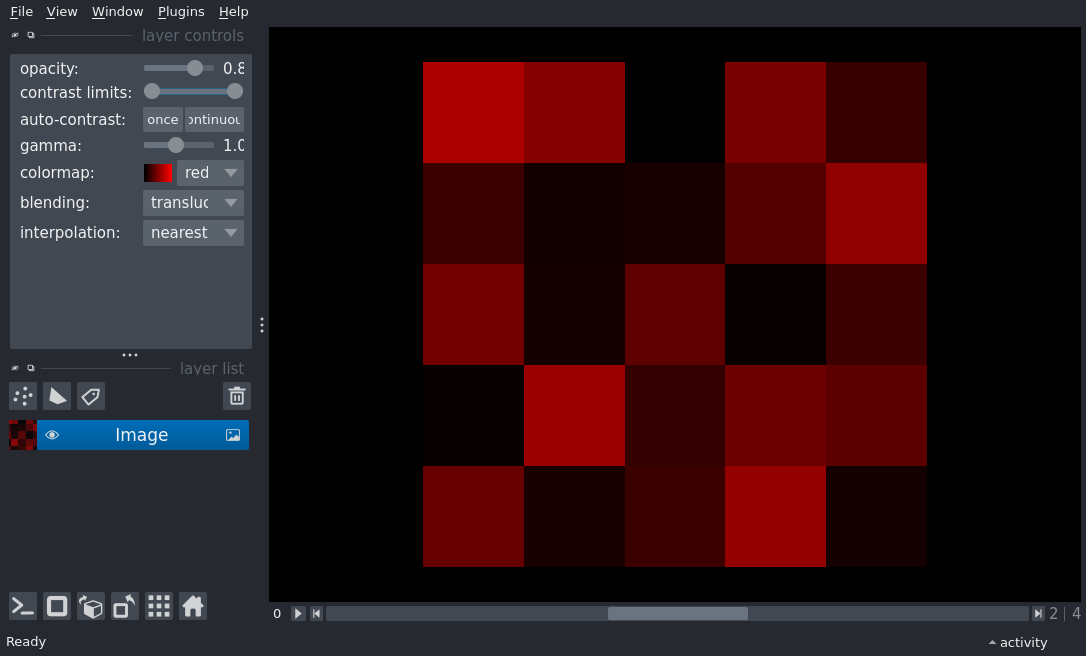 File View Window Plugins Help
layer controls
opacity: 0.8
contrast limits:
auto-contrast: once ontinuou
gamma: 1.0
colormap: red
blending: transluc
interpolation: nearest
layer list
Image
0 2 | 4
Ready
activity